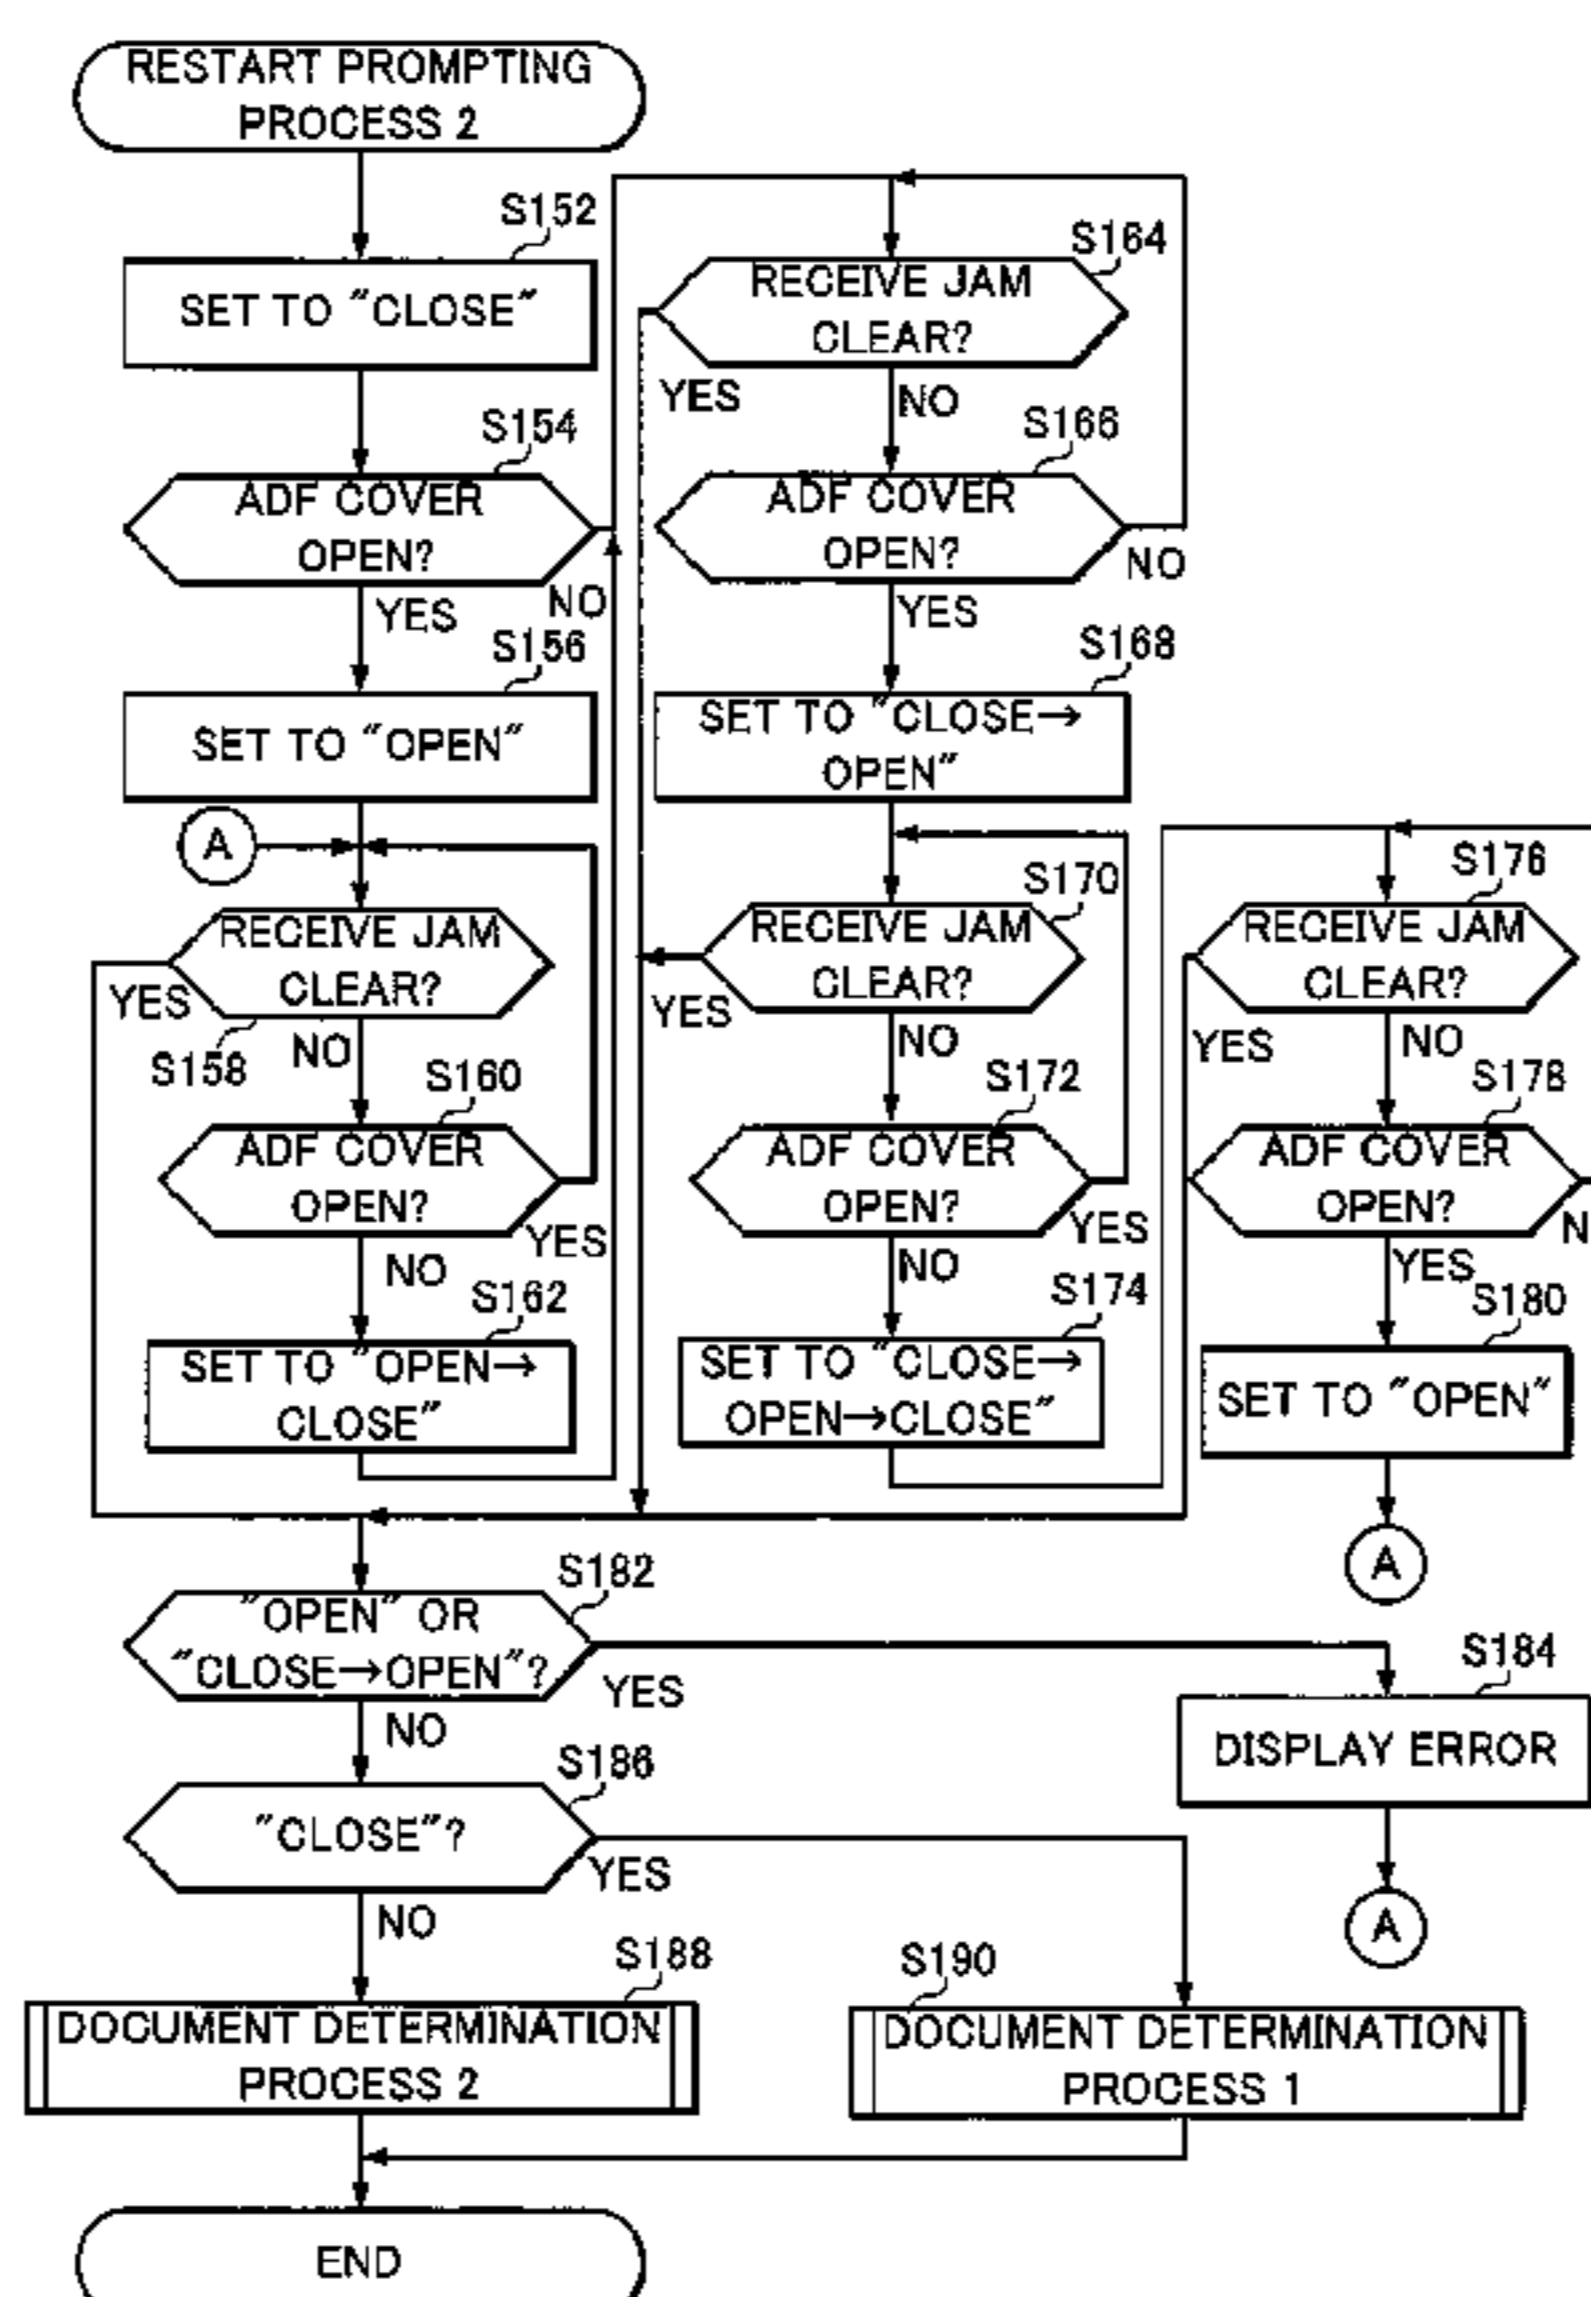 RESTART PROMPTING
PROCESS 2
S152
SET TO "CLOSE"
S154
ADF COVER
OPEN?
YES
NO
S156
SET TO "OPEN"
A
RECEIVE JAM
CLEAR?
YES
S158
NO
S160
ADF COVER
OPEN?
YES
NO
S162
SET TO "OPEN→
CLOSE"
S164
RECEIVE JAM
CLEAR?
YES
NO
S166
ADF COVER
OPEN?
NO
YES
S168
SET TO "CLOSE→
OPEN"
S170
RECEIVE JAM
CLEAR?
YES
NO
S172
ADF COVER
OPEN?
YES
NO
S174
SET TO "CLOSE→
OPEN→CLOSE"
S176
RECEIVE JAM
CLEAR?
YES
NO
S178
ADF COVER
OPEN?
N
YES
S180
SET TO "OPEN"
A
S182
"OPEN" OR
"CLOSE→OPEN"?
YES
NO
S184
DISPLAY ERROR
A
S186
"CLOSE"?
YES
NO
S188
DOCUMENT DETERMINATION
PROCESS 2
S190
DOCUMENT DETERMINATION
PROCESS 1
END